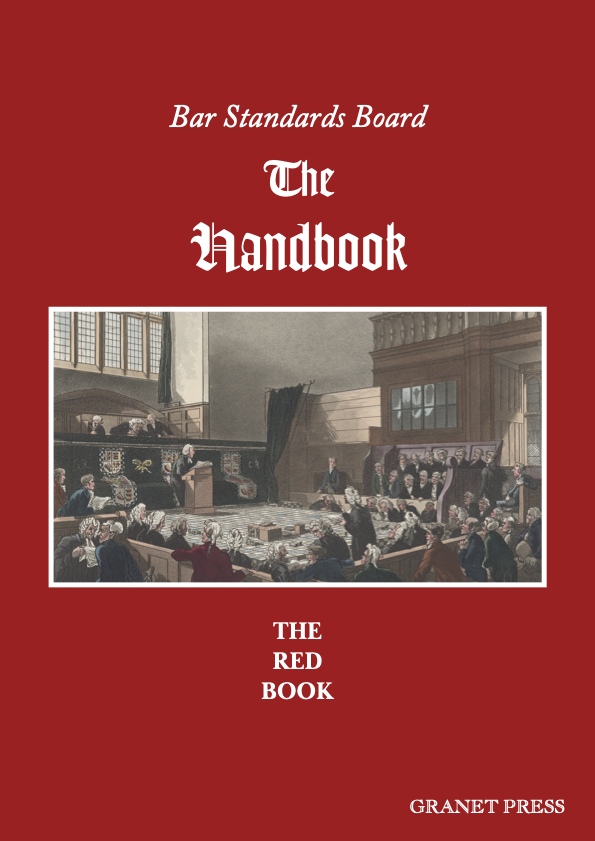 Bar Standards Board
The
Handbook
THE
RED
BOOK
GRANET PRESS